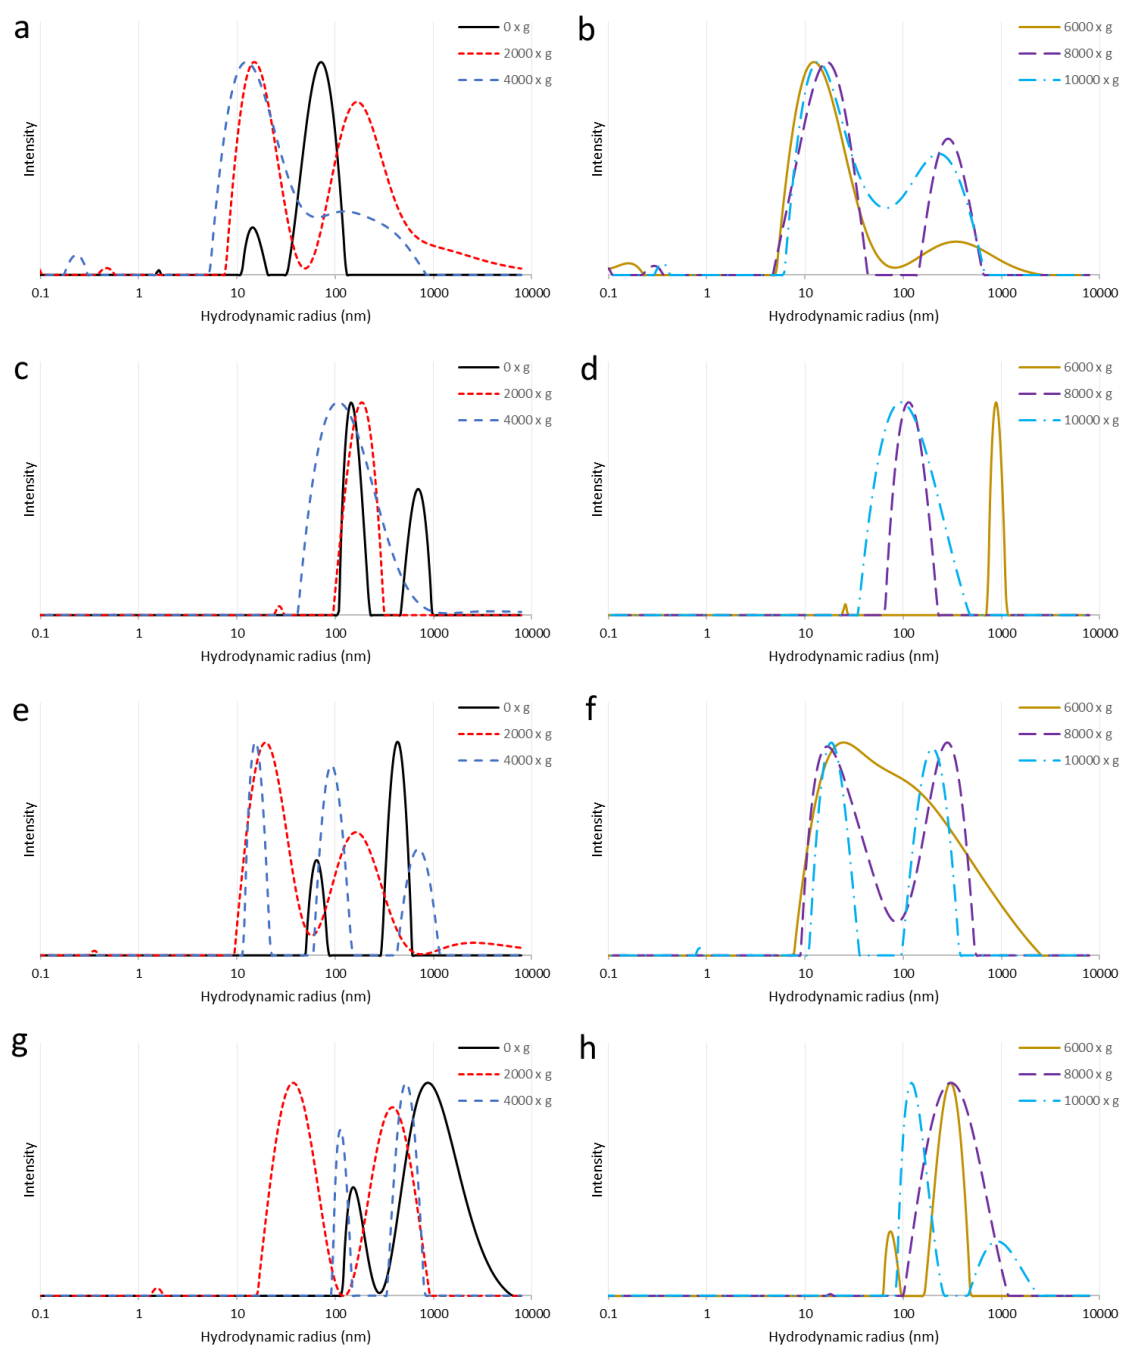 a
0 x g
2000 x g
4000 x g
Intensity
0.1 1 10 100 1000 10000
Hydrodynamic radius (nm)
b
6000 x g
8000 x g
10000 x g
Intensity
0.1 1 10 100 1000 10000
Hydrodynamic radius (nm)
c
0 x g
2000 x g
4000 x g
Intensity
0.1 1 10 100 1000 10000
Hydrodynamic radius (nm)
d
6000 x g
8000 x g
10000 x g
Intensity
0.1 1 10 100 1000 10000
Hydrodynamic radius (nm)
e
0 x g
2000 x g
4000 x g
Intensity
0.1 1 10 100 1000 10000
Hydrodynamic radius (nm)
f
6000 x g
8000 x g
10000 x g
Intensity
0.1 1 10 100 1000 10000
Hydrodynamic radius (nm)
g
0 x g
2000 x g
4000 x g
Intensity
0.1 1 10 100 1000 10000
Hydrodynamic radius (nm)
h
6000 x g
8000 x g
10000 x g
Intensity
0.1 1 10 100 1000 10000
Hydrodynamic radius (nm)